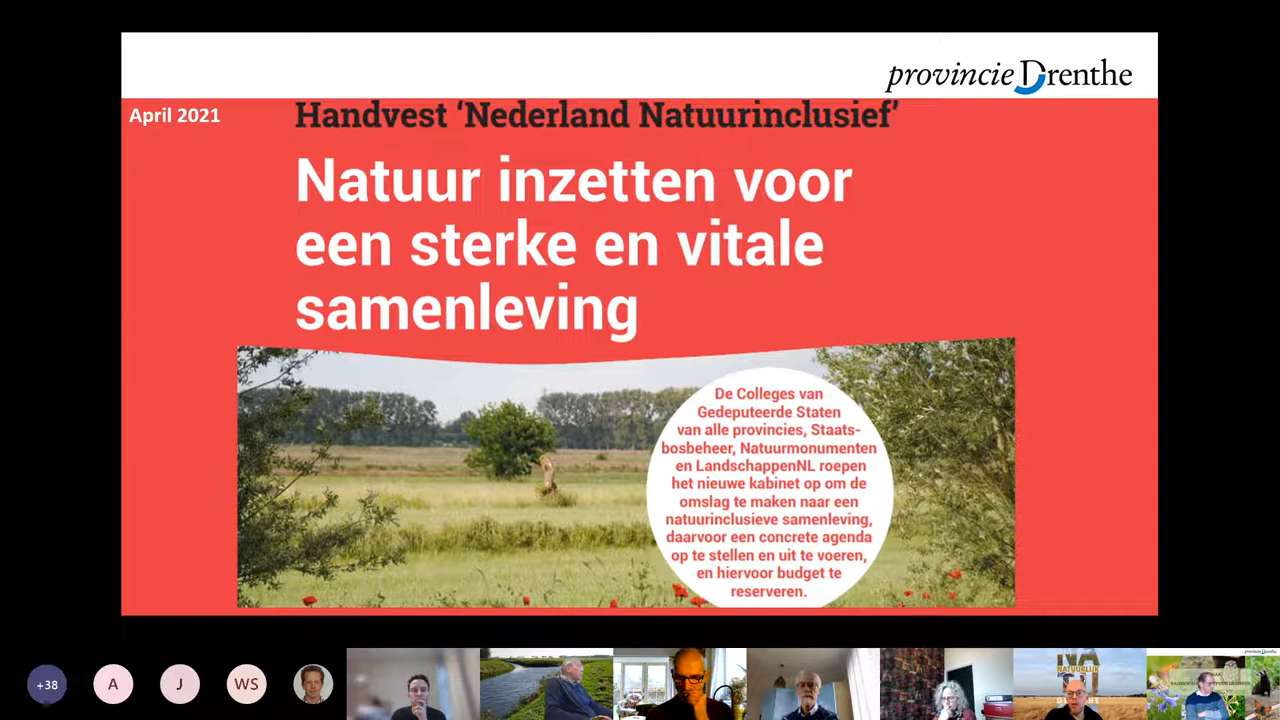 provincie Drenthe
April 2021
Handvest ‘Nederland Natuurinclusief’
Natuur inzetten voor
een sterke en vitale
samenleving
De Colleges van
Gedeputeerde Staten
van alle provincies, Staats-
bosbeheer, Natuurmonumenten
en LandschappenNL roepen
het nieuwe kabinet op om de
omslag te maken naar een
natuurinclusieve samenleving,
daarvoor een concrete agenda
op te stellen en uit te voeren,
en hiervoor budget te
reserveren.
+38
A
J
WS
NATUURLIJK
provincie Drenthe